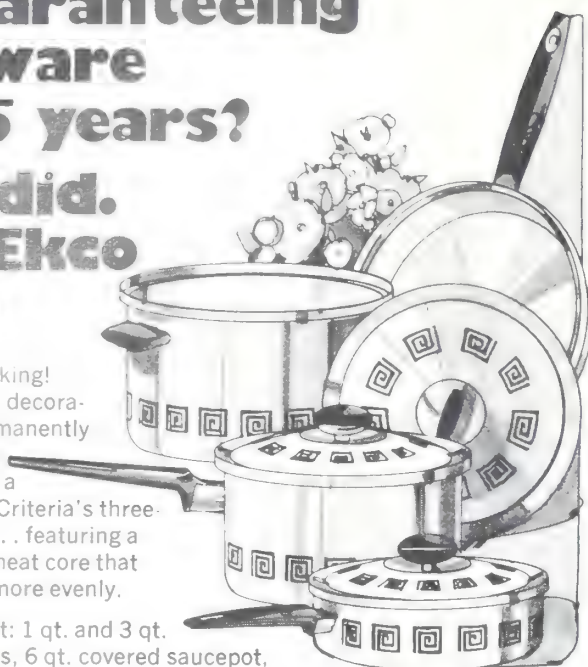 aranteeing
ware
5 years?
did.
Ekco
king!
decora-
manently
a
Criteria's three-
. . featuring a
heat core that
more evenly.
t: 1 qt. and 3 qt.
s, 6 qt. covered saucepot,